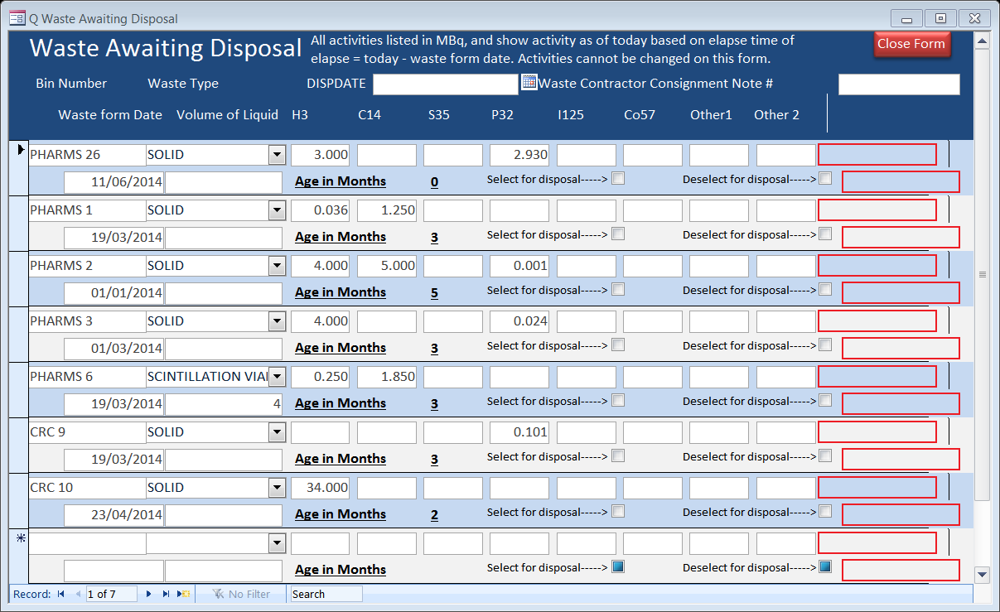 Q Waste Awaiting Disposal
Waste Awaiting Disposal
All activities listed in MBq, and show activity as of today based on elapse time of
elapse = today - waste form date. Activities cannot be changed on this form.
Close Form
Bin Number Waste Type DISPDATE Waste Contractor Consignment Note #
Waste form Date Volume of Liquid H3 C14 S35 P32 I125 Co57 Other1 Other 2
PHARMS 26 SOLID 3.000 2.930
11/06/2014 Age in Months 0 Select for disposal-----> Deselect for disposal----->
PHARMS 1 SOLID 0.036 1.250
19/03/2014 Age in Months 3 Select for disposal-----> Deselect for disposal----->
PHARMS 2 SOLID 4.000 5.000 0.001
01/01/2014 Age in Months 5 Select for disposal-----> Deselect for disposal----->
PHARMS 3 SOLID 4.000 0.024
01/03/2014 Age in Months 3 Select for disposal-----> Deselect for disposal----->
PHARMS 6 SCINTILLATION VIAL 0.250 1.850
19/03/2014 4 Age in Months 3 Select for disposal-----> Deselect for disposal----->
CRC 9 SOLID 0.101
19/03/2014 Age in Months 3 Select for disposal-----> Deselect for disposal----->
CRC 10 SOLID 34.000
23/04/2014 Age in Months 2 Select for disposal-----> Deselect for disposal----->
Age in Months Select for disposal-----> Deselect for disposal----->
Record: 1 of 7 No Filter Search